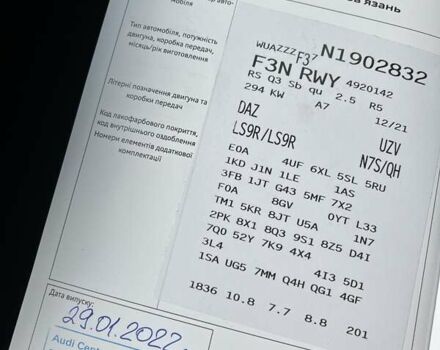 язань
мобіля
Тип автомобіля, потужність
двигуна, коробка передач,
місяць/рік виготовлення
Літерні позначення двигуна та
коробки передач
Код лакофарбового покриття,
код внутрішнього оздоблення
Номери елементів додаткової
комплектації
WUAZZZF37 N1902832
F3N RWY 4920142
RS Q3 Sb qu 2.5 R5
294 KW A7 12/21
DAZ UZV
LS9R/LS9R N7S/QH
E0A 4UF 6XL 5SL 5RU
1KD J1N 1LE 1AS
3FB 1JT G43 5MF 7X2
F0A 8GV 0YT L33
TM1 5KR 8JT U5A 1N7
2PK 8X1 8Q3 9S1 8Z5 D4I
7Q0 52Y 7K9 4X4
3L4 4I3 5D1
1SA UG5 7MM Q4H QG1 4GF
1836 10.8 7.7 8.8 201
Дата випуску:
29.01.2022